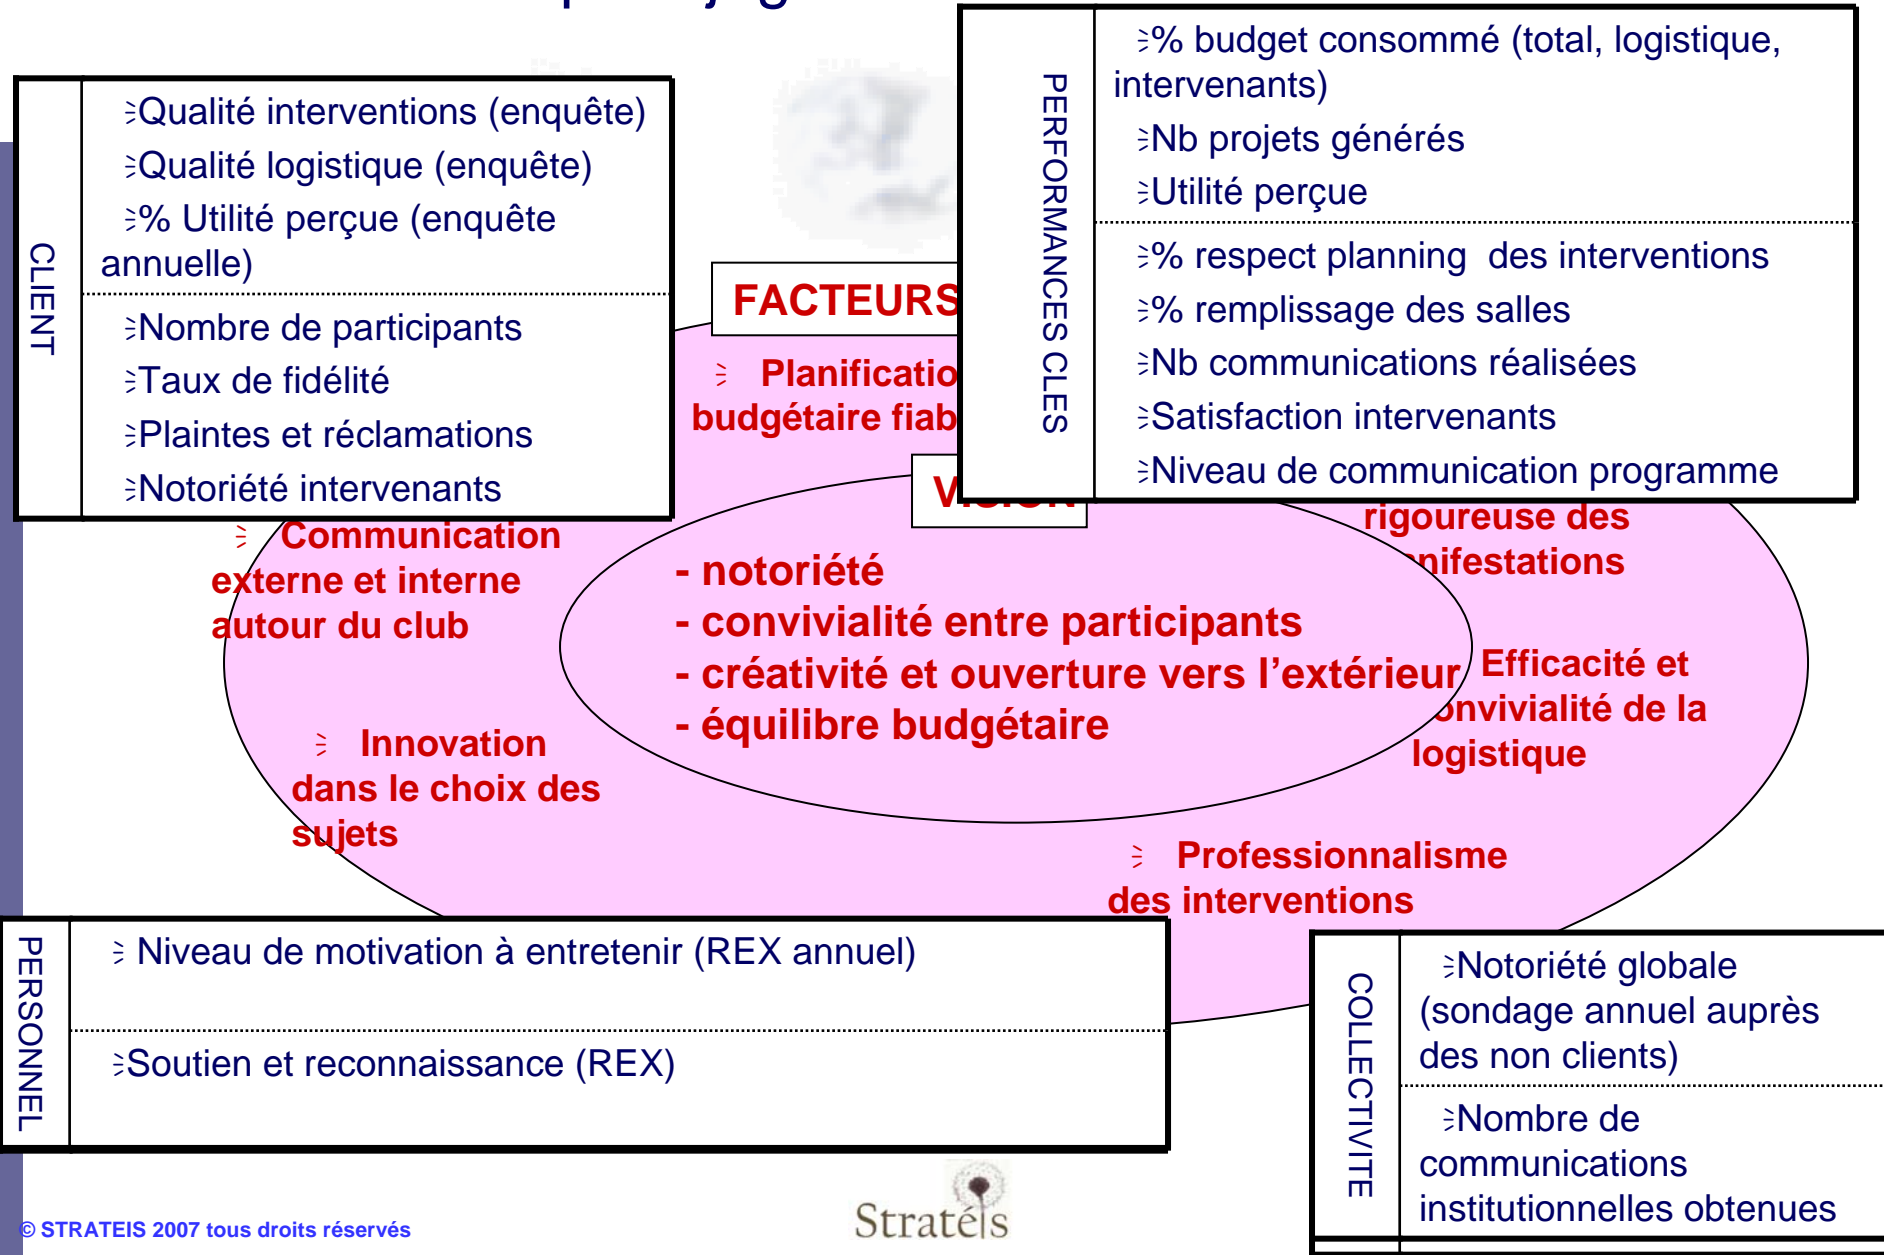 CLIENT
Qualité interventions (enquête)
Qualité logistique (enquête)
% Utilité perçue (enquête
annuelle)
Nombre de participants
Taux de fidélité
Plaintes et réclamations
Notoriété intervenants
PERFORMANCES CLES
% budget consommé (total, logistique,
intervenants)
Nb projets générés
Utilité perçue
% respect planning des interventions
% remplissage des salles
Nb communications réalisées
Satisfaction intervenants
Niveau de communication programme
FACTEURS
budgétaire
VISION
- notoriété
- convivialité entre participants
- créativité et ouverture vers l’extérieur
- équilibre budgétaire
Communication
externe et interne
autour du club
Innovation
dans le choix des
sujets
rigoureuse des
Efficacité et
de la
logistique
Professionnalisme
des interventions
PERSONNEL
Niveau de motivation à entretenir (REX annuel)
Soutien et reconnaissance (REX)
COLLECTIVITE
Notoriété globale
(sondage annuel auprès
des non clients)
Nombre de
communications
institutionnelles obtenues
© STRATEIS 2007 tous droits réservés
Stratéis